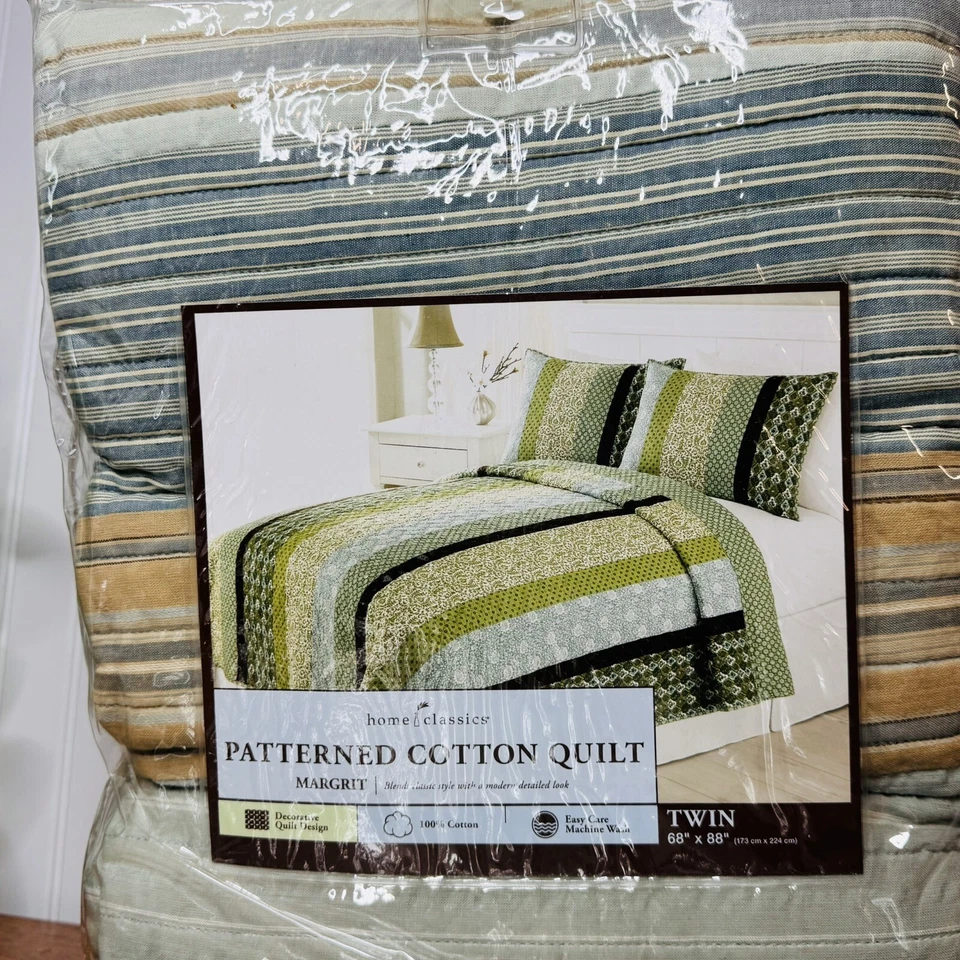 home classics®
PATTERNED COTTON QUILT
MARGRIT | Blends classic style with a modern detailed look
Decorative
Quilt Design
100% Cotton
Easy Care
Machine Wash
TWIN
68" x 88" (173 cm x 224 cm)